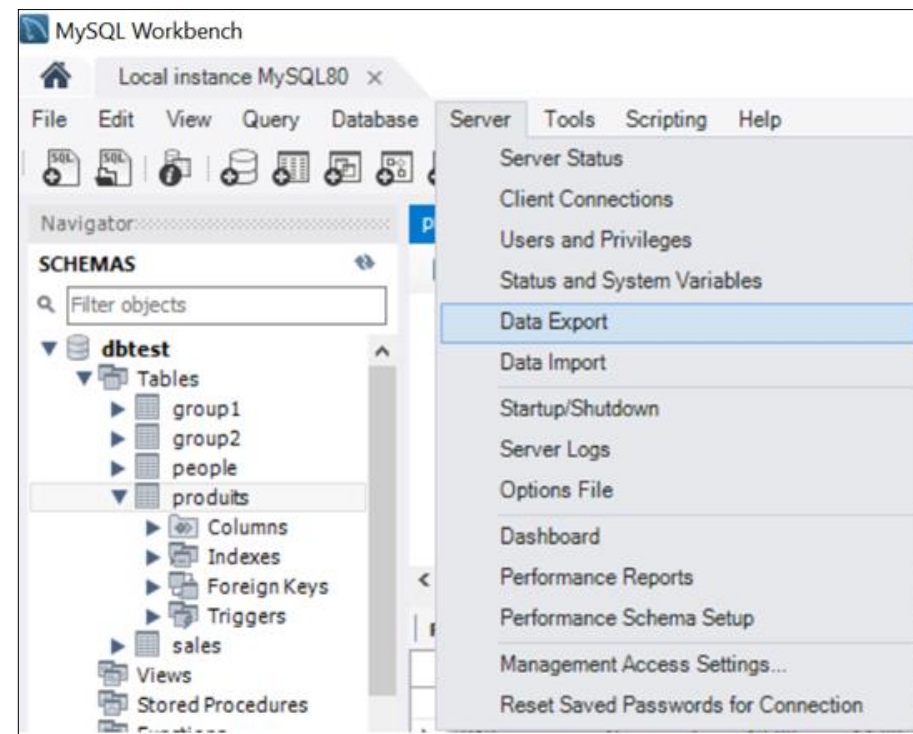 MySQL Workbench
Local instance MySQL80 ×
File Edit View Query Database Server Tools Scripting Help
Navigator
SCHEMAS
Filter objects
dbtest
Tables
group1
group2
people
produits
Columns
Indexes
Foreign Keys
Triggers
sales
Views
Stored Procedures
Server Status
Client Connections
Users and Privileges
Status and System Variables
Data Export
Data Import
Startup/Shutdown
Server Logs
Options File
Dashboard
Performance Reports
Performance Schema Setup
Management Access Settings...
Reset Saved Passwords for Connection